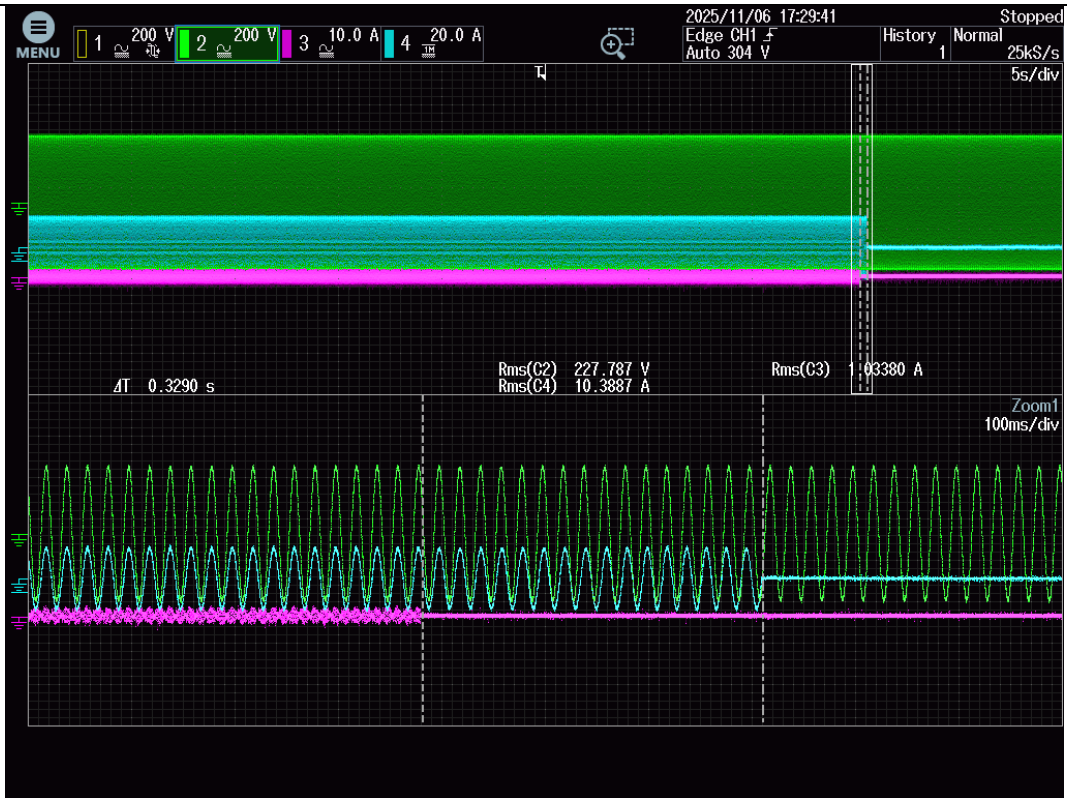 2025/11/06 17:29:41 Stopped
MENU 1 200 V 2 200 V 3 10.0 A 4 1M 20.0 A Edge CH1 History Normal
Auto 304 V 1 25kS/s
5s/div
T
Rms(C2) 227.787 V Rms(C3) 1.03380 A
ΔT 0.3290 s Rms(C4) 10.3887 A
Zoom1
100ms/div